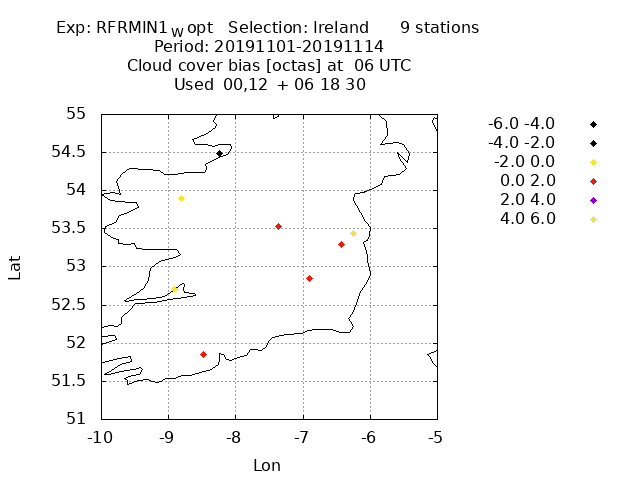 Exp: RFRMIN1 W opt   Selection: Ireland      9 stations
Period: 20191101-20191114
Cloud cover bias [octas] at  06 UTC
Used  00,12  + 06 18 30
-6.0 -4.0
-4.0 -2.0
-2.0 0.0
0.0 2.0
2.0 4.0
4.0 6.0
55
54.5
54
53.5
53
52.5
52
51.5
51
Lat
-10 -9 -8 -7 -6 -5
Lon